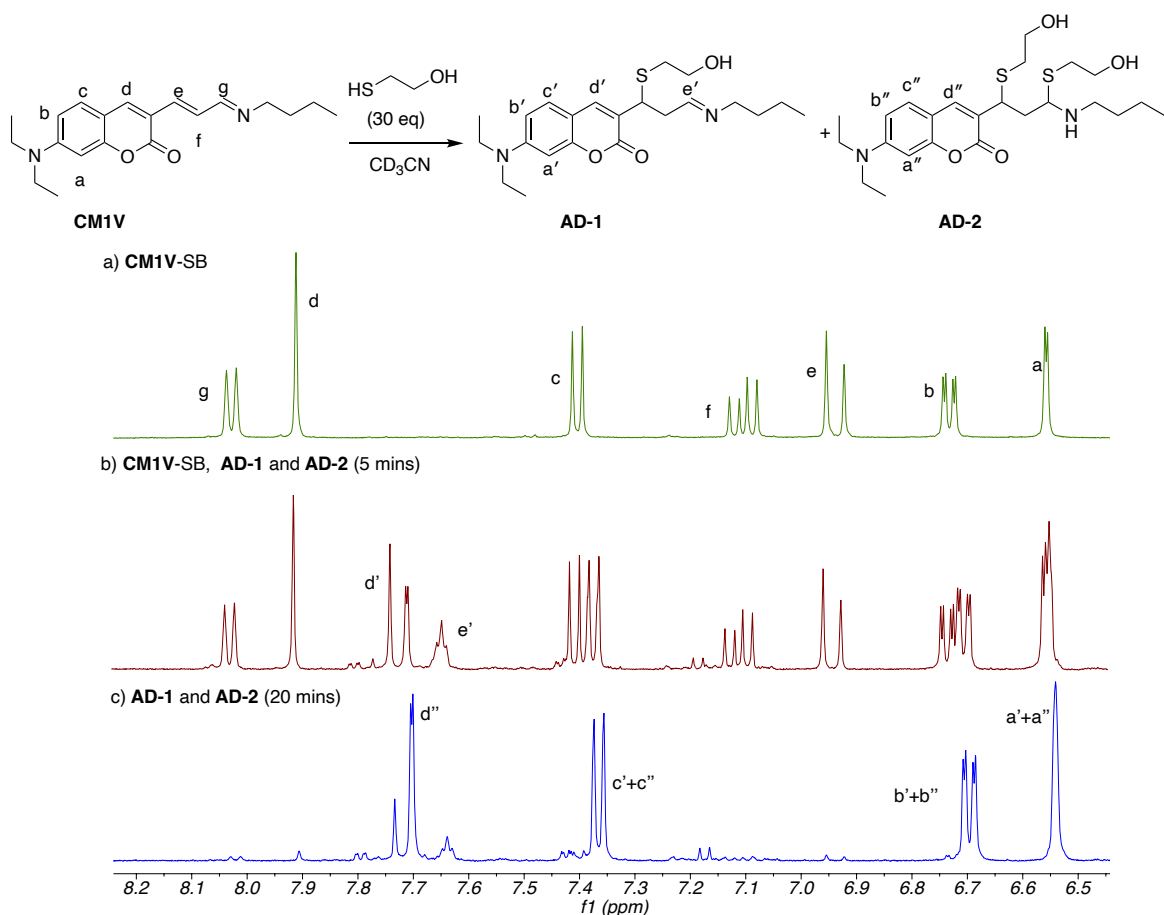 OH
S
OH
c d e g HS OH S d' c' e' S OH c'' d''
b N (30 eq) b' N b'' N
f H
N O O CD₃CN N O O N O O
a a' a''
+
CM1V AD-1 AD-2
a) CM1V-SB
d
g c f e b a
b) CM1V-SB, AD-1 and AD-2 (5 mins)
d'
e'
c) AD-1 and AD-2 (20 mins)
d''
a'+a''
c'+c''
b'+b''
8.2 8.1 8.0 7.9 7.8 7.7 7.6 7.5 7.4 7.3 7.2 7.1 7.0 6.9 6.8 6.7 6.6 6.5
f1 (ppm)